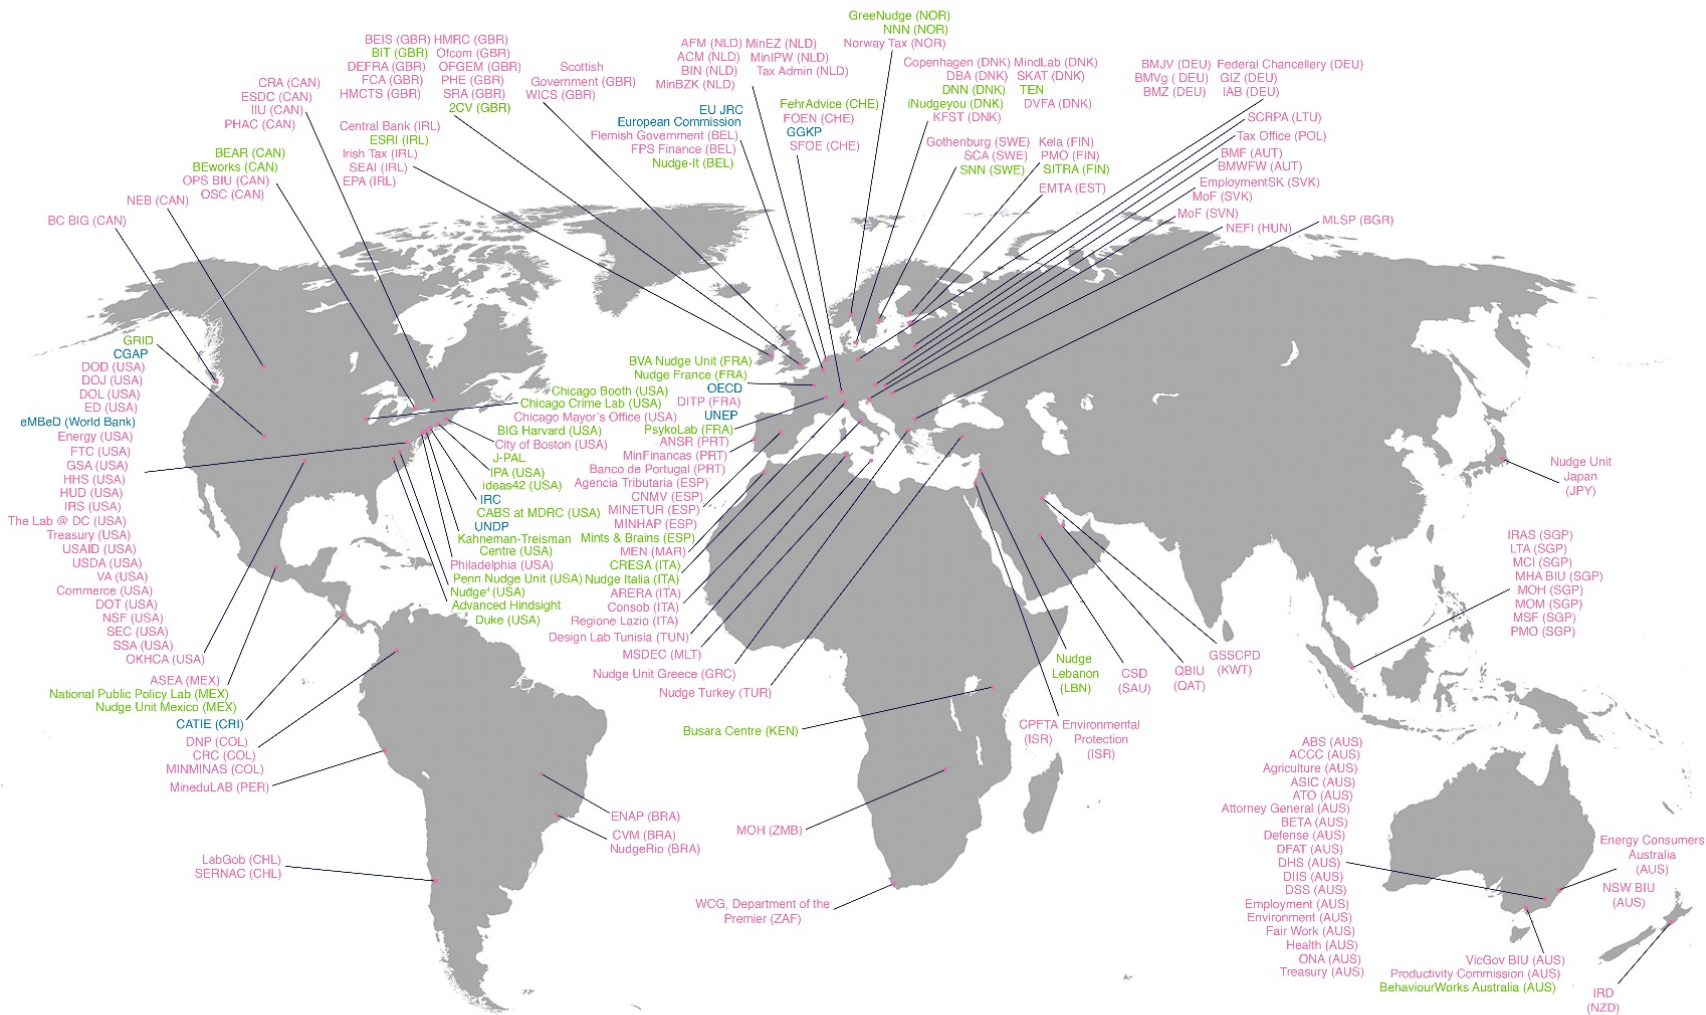 GreeNudge (NOR)
NNN (NOR)
Norway Tax (NOR)
BEIS (GBR) HMRC (GBR)
BIT (GBR) Ofcom (GBR)
DEFRA (GBR) OFGEM (GBR)
FCA (GBR) PHE (GBR)
HMCTS (GBR) SRA (GBR)
2CV (GBR)
Scottish
Government (GBR)
WICS (GBR)
AFM (NLD) MinEZ (NLD)
ACM (NLD) MinIPW (NLD)
BIN (NLD) Tax Admin (NLD)
MinBZK (NLD)
Copenhagen (DNK) MindLab (DNK)
DBA (DNK) SKAT (DNK)
DNN (DNK) TEN
iNudgeyou (DNK) DVFA (DNK)
KFST (DNK)
BMJV (DEU) Federal Chancellery (DEU)
BMVg ( DEU) GIZ (DEU)
BMZ (DEU) IAB (DEU)
CRA (CAN)
ESDC (CAN)
IIU (CAN)
PHAC (CAN)
Central Bank (IRL)
ESRI (IRL)
Irish Tax (IRL)
SEAI (IRL)
EPA (IRL)
EU JRC
European Commission
Flemish Government (BEL)
FPS Finance (BEL)
Nudge-It (BEL)
FehrAdvice (CHE)
FOEN (CHE)
GGKP
SFOE (CHE)
Gothenburg (SWE)
SCA (SWE)
SNN (SWE)
Kela (FIN)
PMO (FIN)
SITRA (FIN)
EMTA (EST)
SCRPA (LTU)
Tax Office (POL)
BMF (AUT)
BMWFW (AUT)
EmploymentSK (SVK)
MoF (SVK)
MoF (SVN)
NEFI (HUN)
MLSP (BGR)
BEAR (CAN)
BEworks (CAN)
OPS BIU (CAN)
OSC (CAN)
NEB (CAN)
BC BIG (CAN)
GRID
CGAP
DOD (USA)
DOJ (USA)
DOL (USA)
ED (USA)
eMBeD (World Bank)
Energy (USA)
FTC (USA)
GSA (USA)
HHS (USA)
HUD (USA)
IRS (USA)
The Lab @ DC (USA)
Treasury (USA)
USAID (USA)
USDA (USA)
VA (USA)
Commerce (USA)
DOT (USA)
NSF (USA)
SEC (USA)
SSA (USA)
OKHCA (USA)
ASEA (MEX)
National Public Policy Lab (MEX)
Nudge Unit Mexico (MEX)
CATIE (CRI)
DNP (COL)
CRC (COL)
MINMINAS (COL)
MineduLAB (PER)
LabGob (CHL)
SERNAC (CHL)
Chicago Booth (USA)
Chicago Crime Lab (USA)
Chicago Mayor's Office (USA)
BIG Harvard (USA)
City of Boston (USA)
J-PAL
IPA (USA)
ideas42 (USA)
IRC
CABS at MDRC (USA)
UNDP
Kahneman-Treisman
Centre (USA)
Philadelphia (USA)
Penn Nudge Unit (USA)
Nudge⁴ (USA)
Advanced Hindsight
Duke (USA)
BVA Nudge Unit (FRA)
Nudge France (FRA)
OECD
DITP (FRA)
UNEP
PsykoLab (FRA)
ANSR (PRT)
MinFinancas (PRT)
Banco de Portugal (PRT)
Agencia Tributaria (ESP)
CNMV (ESP)
MINETUR (ESP)
MINHAP (ESP)
Mints & Brains (ESP)
MEN (MAR)
CRESA (ITA)
Nudge Italia (ITA)
ARERA (ITA)
Consob (ITA)
Regione Lazio (ITA)
Design Lab Tunisia (TUN)
MSDEC (MLT)
Nudge Unit Greece (GRC)
Nudge Turkey (TUR)
Busara Centre (KEN)
MOH (ZMB)
WCG, Department of the
Premier (ZAF)
ENAP (BRA)
CVM (BRA)
NudgeRio (BRA)
Nudge
Lebanon
(LBN)
CPFTA Environmental
(ISR) Protection
(ISR)
CSD
(SAU)
QBIU
(QAT)
GSSCPD
(KWT)
Nudge Unit
Japan
(JPY)
IRAS (SGP)
LTA (SGP)
MCI (SGP)
MHA BIU (SGP)
MOH (SGP)
MOM (SGP)
MSF (SGP)
PMO (SGP)
ABS (AUS)
ACCC (AUS)
Agriculture (AUS)
ASIC (AUS)
ATO (AUS)
Attorney General (AUS)
BETA (AUS)
Defense (AUS)
DFAT (AUS)
DHS (AUS)
DIIS (AUS)
DSS (AUS)
Employment (AUS)
Environment (AUS)
Fair Work (AUS)
Health (AUS)
ONA (AUS)
Treasury (AUS)
Energy Consumers
Australia
(AUS)
NSW BIU
(AUS)
VicGov BIU (AUS)
Productivity Commission (AUS)
BehaviourWorks Australia (AUS)
IRD
(NZD)